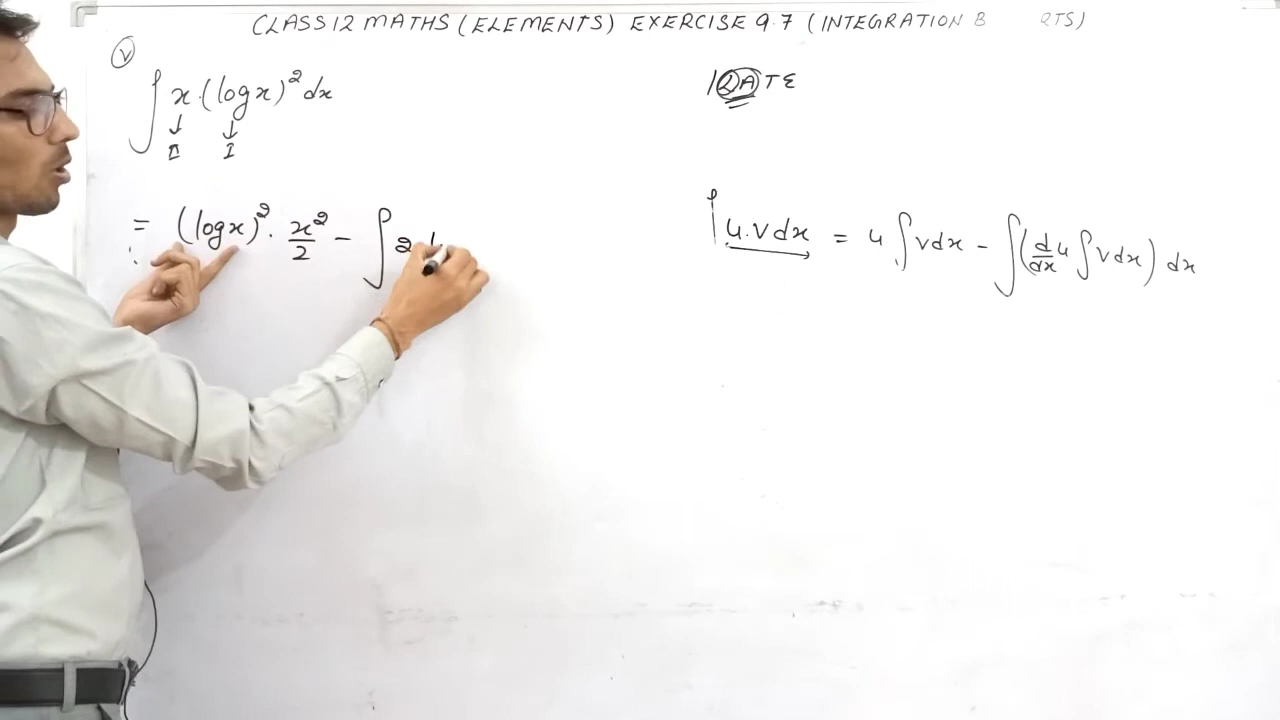 CLASS 12 MATHS (ELEMENTS) EXERCISE 9.7 (INTEGRATION B RTS)
(v)
∫ x·(log x)² dx
↓ ↓
II I
= (log x)² · x²/2 − ∫ 2
ILATE
∫ u·v dx = u ∫ v dx − ∫ (d/dx u ∫ v dx) dx